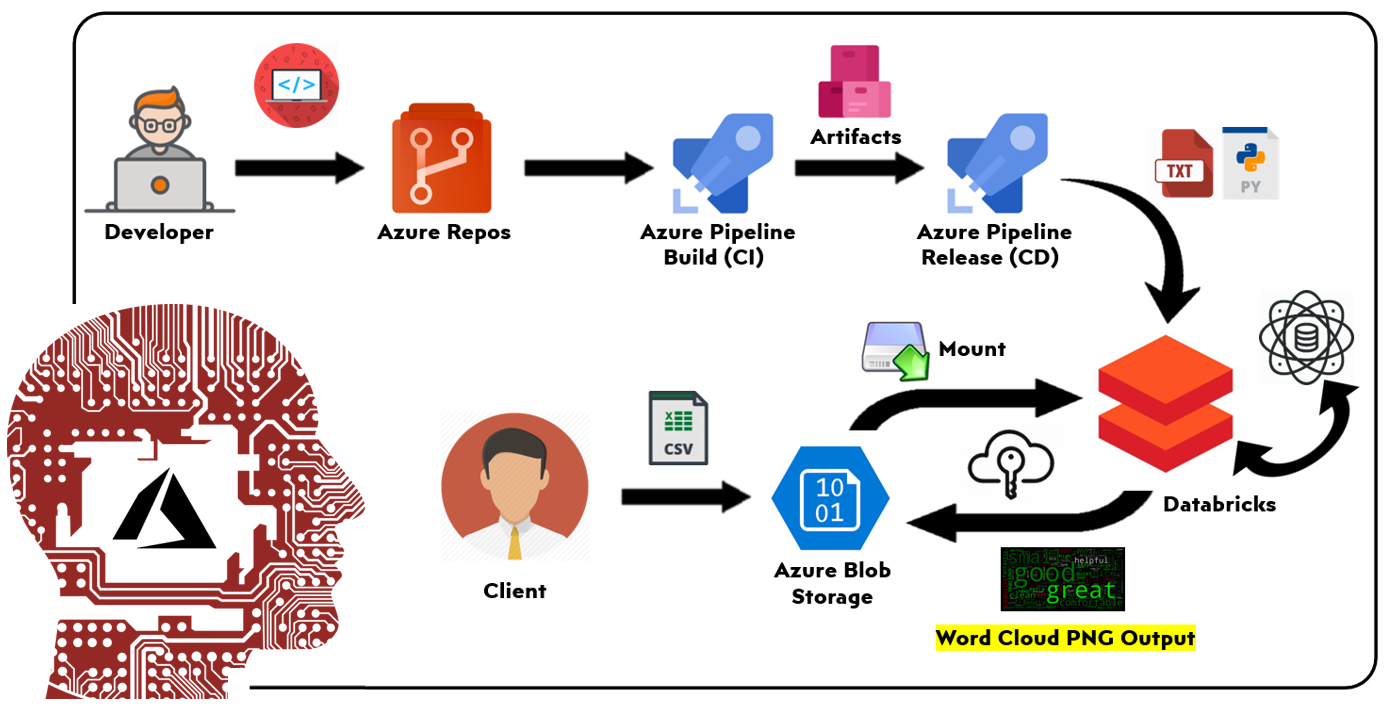 </>
Artifacts
TXT
PY
Developer
Azure Repos
Azure Pipeline
Build (CI)
Azure Pipeline
Release (CD)
Mount
X
CSV
10
01
Databricks
Client
Azure Blob
Storage
small
helpful
good
great
clean
comfortable
Word Cloud PNG Output